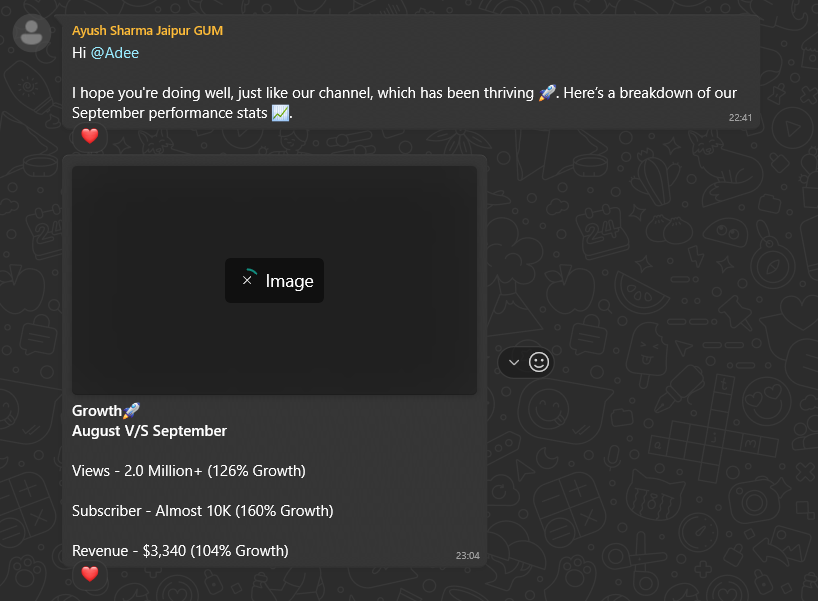 Ayush Sharma Jaipur GUM
Hi @Adee
I hope you're doing well, just like our channel, which has been thriving 🚀. Here's a breakdown of our
September performance stats 📈.
22:41
Image
Growth🚀
August V/S September
Views - 2.0 Million+ (126% Growth)
Subscriber - Almost 10K (160% Growth)
Revenue - $3,340 (104% Growth)
23:04